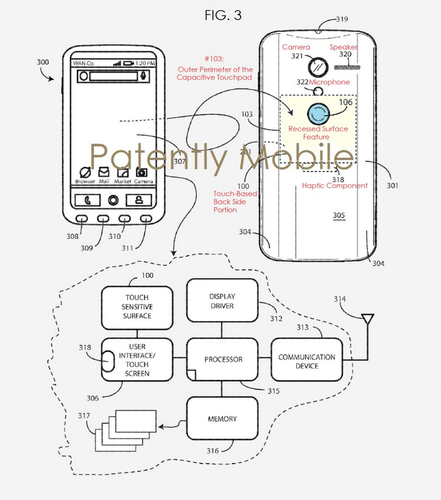 FIG. 3
319
300
WAN Co.
1:20 PM
#103:
Outer Perimeter of the
Capacitive Touchpad
Camera
321
Speaker
320
Microphone
322
103
106
Recessed Surface
Feature
201
307
Patently Mobile
Browser Mail Market Camera
100
318
301
Touch-Based
Back Side
Portion
Haptic Component
305
308
309
310
311
304
304
100
TOUCH
SENSITIVE
SURFACE
DISPLAY
DRIVER
312
313
314
318
USER
INTERFACE/
TOUCH
SCREEN
PROCESSOR
COMMUNICATION
DEVICE
306
315
317
MEMORY
316